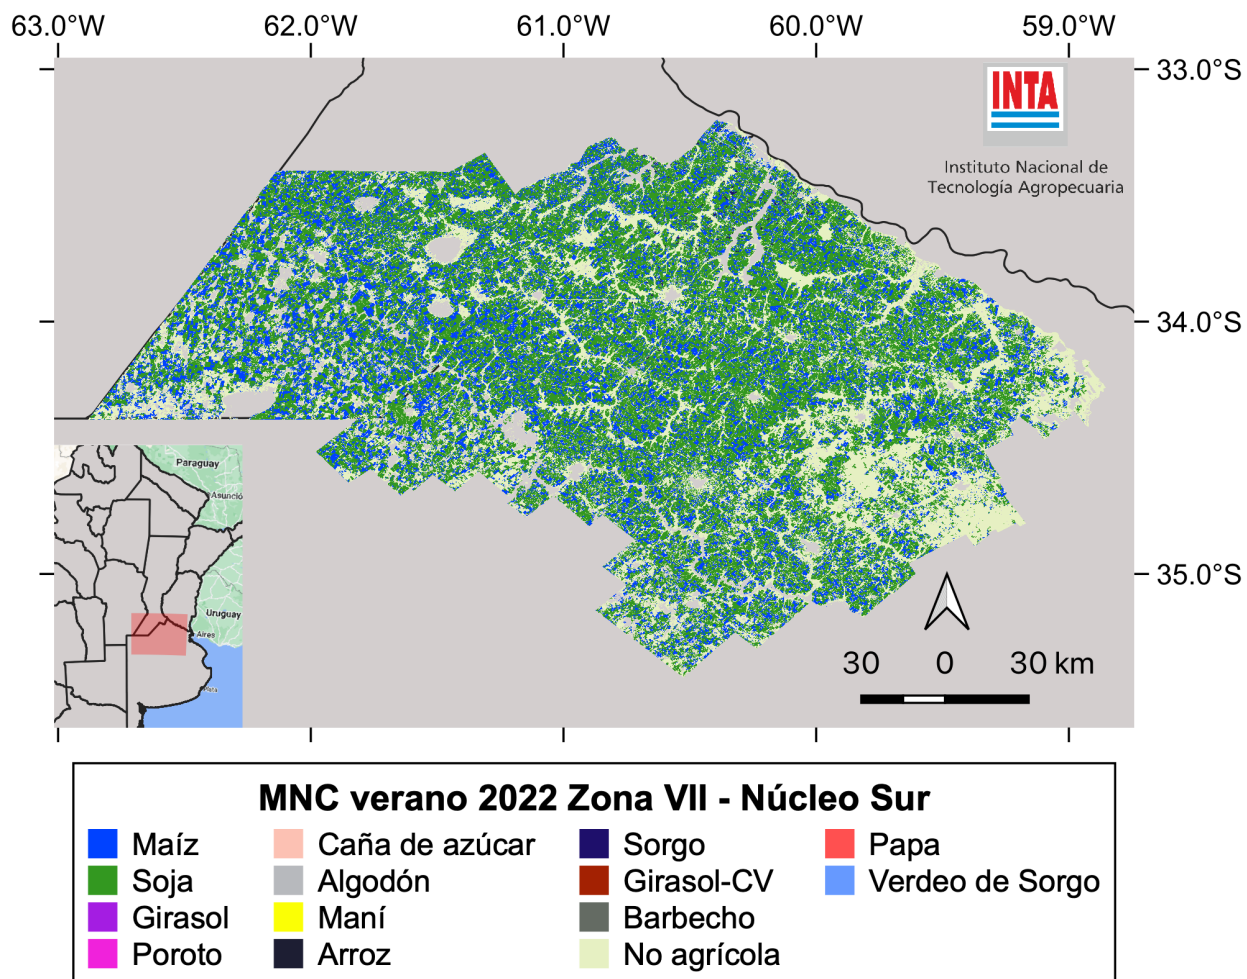 63.0°W 62.0°W 61.0°W 60.0°W 59.0°W
33.0°S
INTA
Instituto Nacional de
Tecnología Agropecuaria
34.0°S
Paraguay
Asunció
35.0°S
Uruguay
Aires
30 0 30 km
MNC verano 2022 Zona VII - Núcleo Sur
Maíz Caña de azúcar Sorgo Papa
Soja Algodón Girasol-CV Verdeo de Sorgo
Girasol Maní Barbecho
Poroto Arroz No agrícola